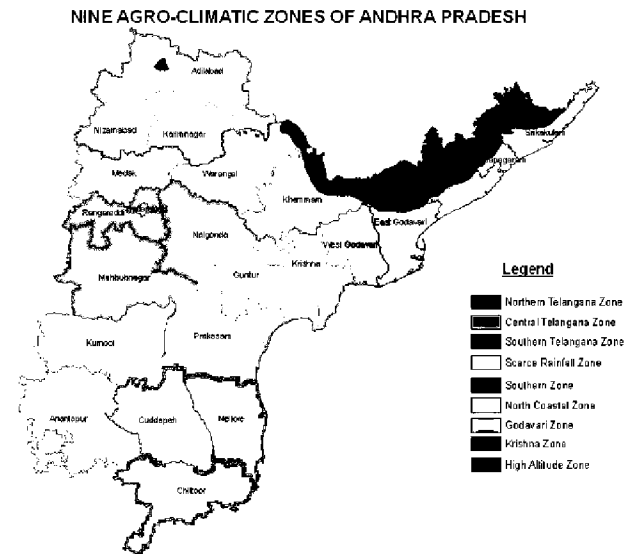 NINE AGRO-CLIMATIC ZONES OF ANDHRA PRADESH
Adilabad
Nizamabad
Karimnagar
Srikakulam
Medak
Warangal
Khammam
Rangareddi
East Godavari
Nalgonda
West Godavari
Krishna
Mahbubnagar
Guntur
Legend
Northern Telangana Zone
Central Telangana Zone
Southern Telangana Zone
Scarce Rainfall Zone
Southern Zone
North Coastal Zone
Godavari Zone
Krishna Zone
High Altitude Zone
Kurnool
Prakasam
Anantapur
Cuddapah
Nellore
Chittoor